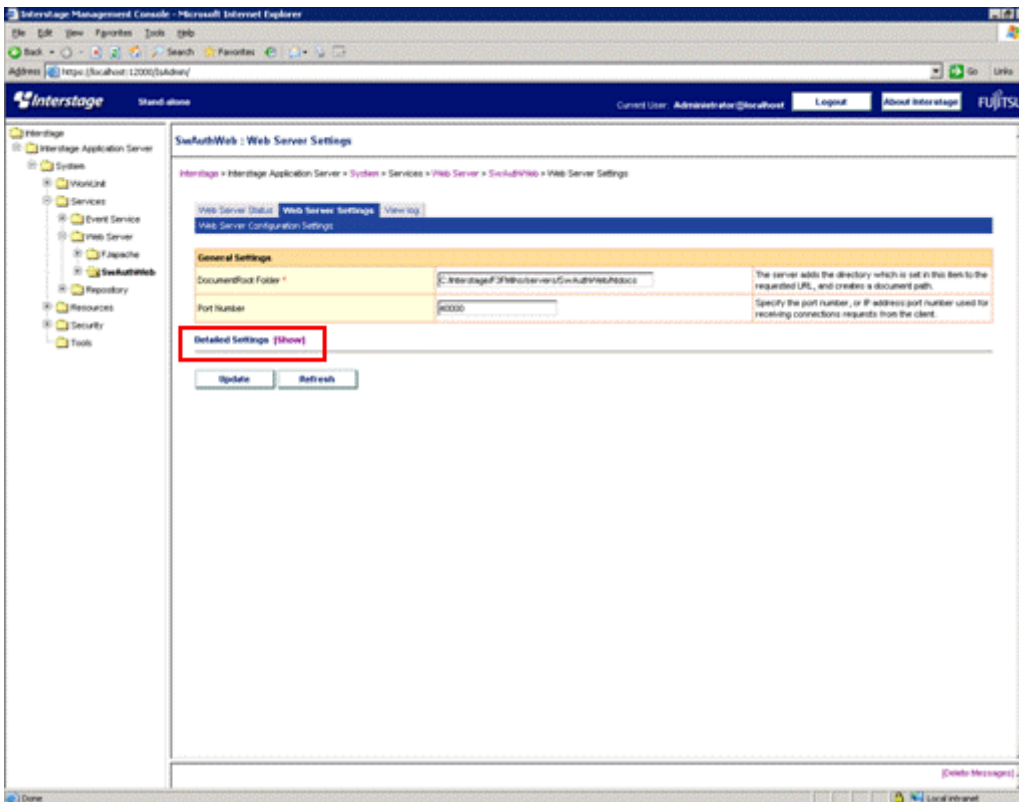 Interstage Management Console - Microsoft Internet Explorer
File Edit View Favorites Tools Help
Back Search Favorites
Address https://localhost:12000/IsAdmin/ Go Links
Interstage Stand-alone Current User: Administrator@localhost Logout About Interstage FUJITSU
Interstage
Interstage Application Server
System
WorkUnit
Services
Event Service
Web Server
FJapache
SwAuthWeb
Repository
Resources
Security
Tools
SwAuthWeb : Web Server Settings
Interstage > Interstage Application Server > System > Services > Web Server > SwAuthWeb > Web Server Settings
Web Server Status Web Server Settings View log
Web Server Configuration Settings
General Settings
DocumentRoot Folder * C:/Interstage/F3FMihs/servers/SwAuthWeb/htdocs The server adds the directory which is set in this item to the
requested URL, and creates a document path.
Port Number 40000 Specify the port number, or IP address:port number used for
receiving connections requests from the client.
Detailed Settings [Show]
Update Refresh
[Delete Messages]
Done Local intranet